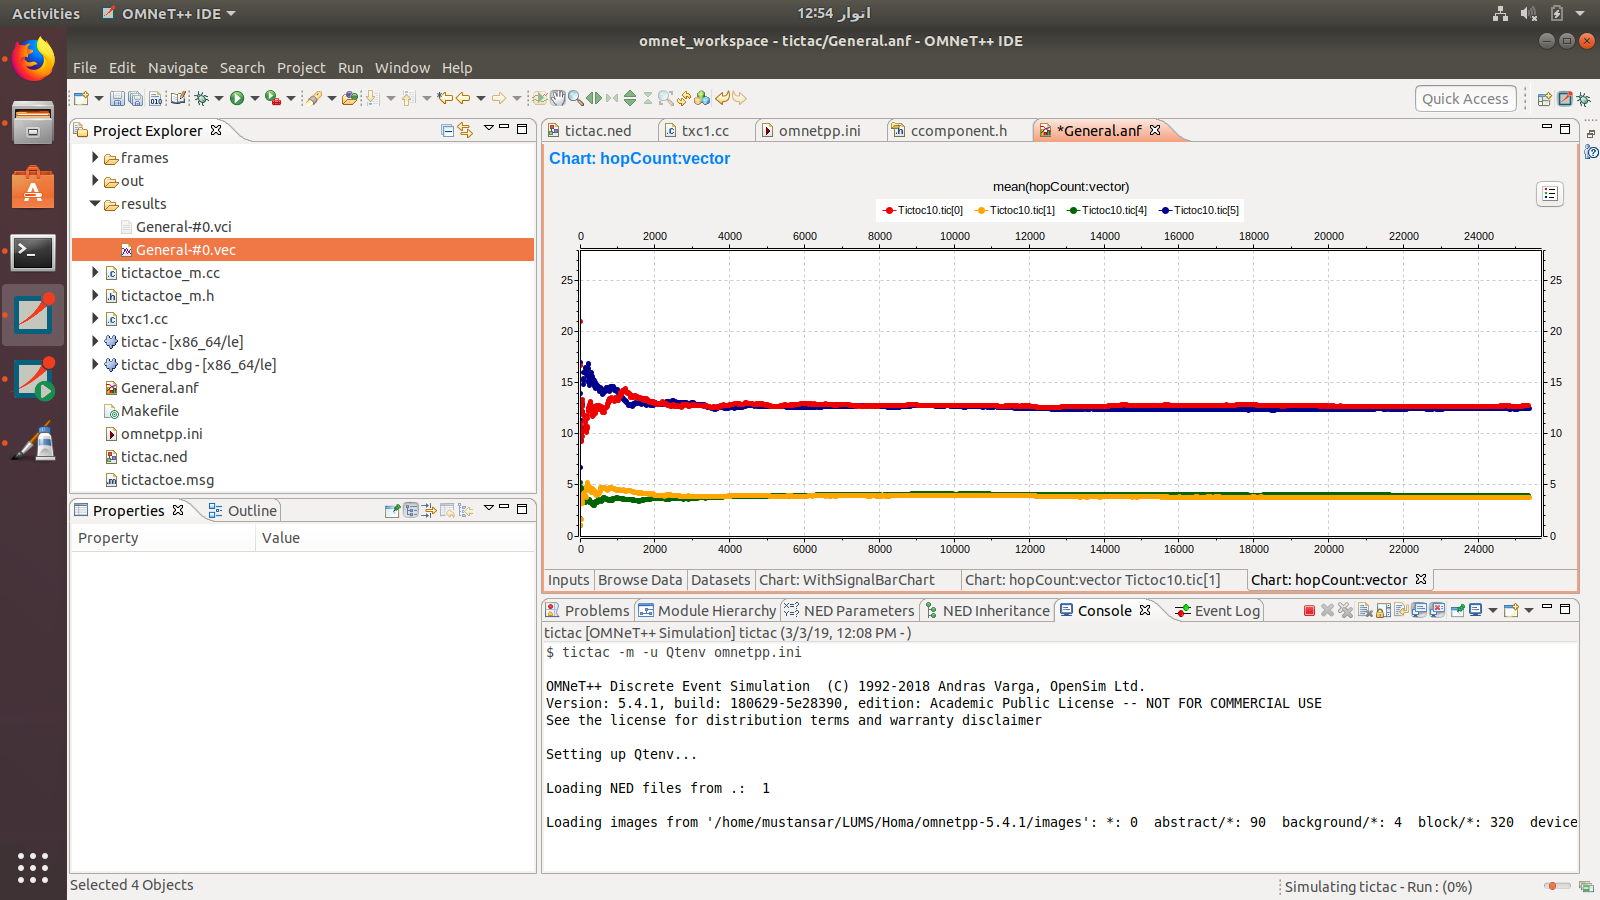 Activities
OMNeT++ IDE
اتوار 12:54
omnet_workspace - tictac/General.anf - OMNeT++ IDE
File Edit Navigate Search Project Run Window Help
Quick Access
Project Explorer
frames
out
results
General-#0.vci
General-#0.vec
tictactoe_m.cc
tictactoe_m.h
txc1.cc
tictac - [x86_64/le]
tictac_dbg - [x86_64/le]
General.anf
Makefile
omnetpp.ini
tictac.ned
tictactoe.msg
Properties
Outline
Property Value
tictac.ned txc1.cc omnetpp.ini ccomponent.h *General.anf
Chart: hopCount:vector
mean(hopCount:vector)
Tictoc10.tic[0] Tictoc10.tic[1] Tictoc10.tic[4] Tictoc10.tic[5]
0 2000 4000 6000 8000 10000 12000 14000 16000 18000 20000 22000 24000
25 25
20 20
15 15
10 10
5 5
0 0
0 2000 4000 6000 8000 10000 12000 14000 16000 18000 20000 22000 24000
Inputs Browse Data Datasets Chart: WithSignalBarChart Chart: hopCount:vector Tictoc10.tic[1] Chart: hopCount:vector
Problems Module Hierarchy NED Parameters NED Inheritance Console Event Log
tictac [OMNeT++ Simulation] tictac (3/3/19, 12:08 PM - )
$ tictac -m -u Qtenv omnetpp.ini
OMNeT++ Discrete Event Simulation  (C) 1992-2018 Andras Varga, OpenSim Ltd.
Version: 5.4.1, build: 180629-5e28390, edition: Academic Public License -- NOT FOR COMMERCIAL USE
See the license for distribution terms and warranty disclaimer
Setting up Qtenv...
Loading NED files from .:  1
Loading images from '/home/mustansar/LUMS/Homa/omnetpp-5.4.1/images': *: 0  abstract/*: 90  background/*: 4  block/*: 320  device
Selected 4 Objects
Simulating tictac - Run : (0%)